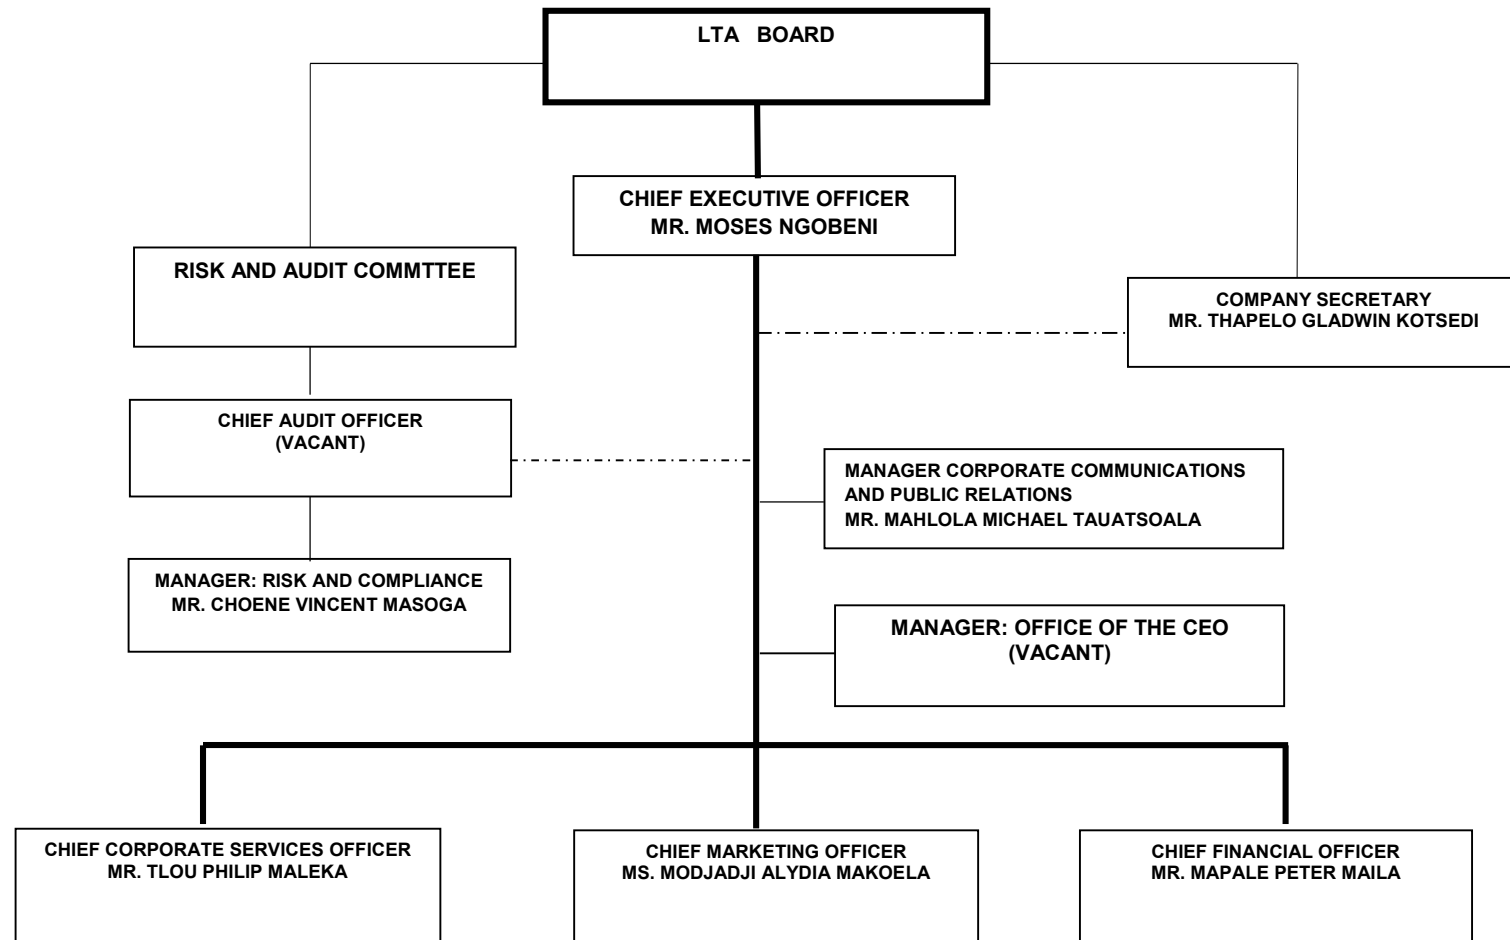 LTA BOARD
CHIEF EXECUTIVE OFFICER
MR. MOSES NGOBENI
RISK AND AUDIT COMMTTEE
COMPANY SECRETARY
MR. THAPELO GLADWIN KOTSEDI
CHIEF AUDIT OFFICER
(VACANT)
MANAGER CORPORATE COMMUNICATIONS
AND PUBLIC RELATIONS
MR. MAHLOLA MICHAEL TAUATSOALA
MANAGER: RISK AND COMPLIANCE
MR. CHOENE VINCENT MASOGA
MANAGER: OFFICE OF THE CEO
(VACANT)
CHIEF CORPORATE SERVICES OFFICER
MR. TLOU PHILIP MALEKA
CHIEF MARKETING OFFICER
MS. MODJADJI ALYDIA MAKOELA
CHIEF FINANCIAL OFFICER
MR. MAPALE PETER MAILA